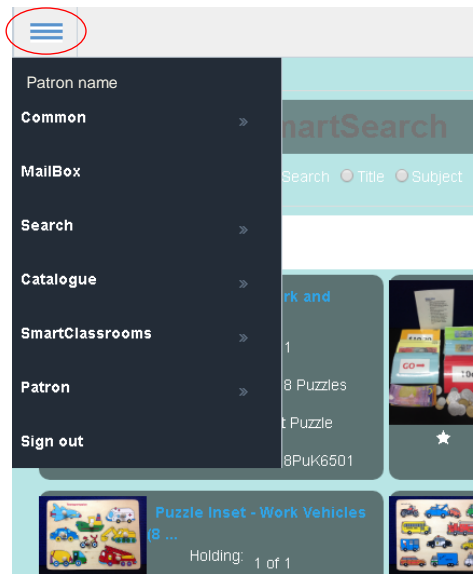 Patron name
Common »
martSearch
MailBox
Search Title Subject
Search »
Catalogue »
rk and
SmartClassrooms »
1
Patron »
8 Puzzles
t Puzzle
Sign out
8PuK6501
GO
Puzzle Inset - Work Vehicles
(8 ...
Holding: 1 of 1